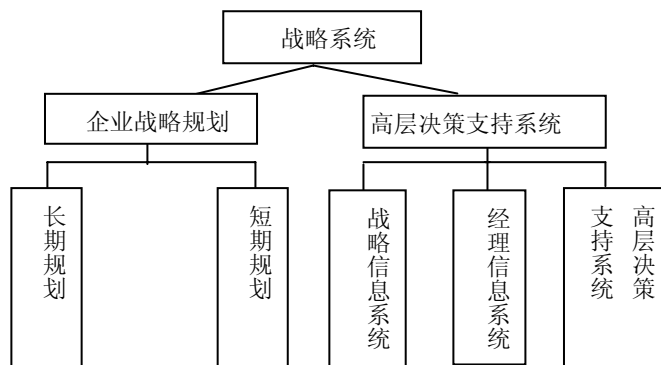 战略系统
企业战略规划
高层决策支持系统
长期规划
短期规划
战略信息系统
经理信息系统
高层决策
支持系统